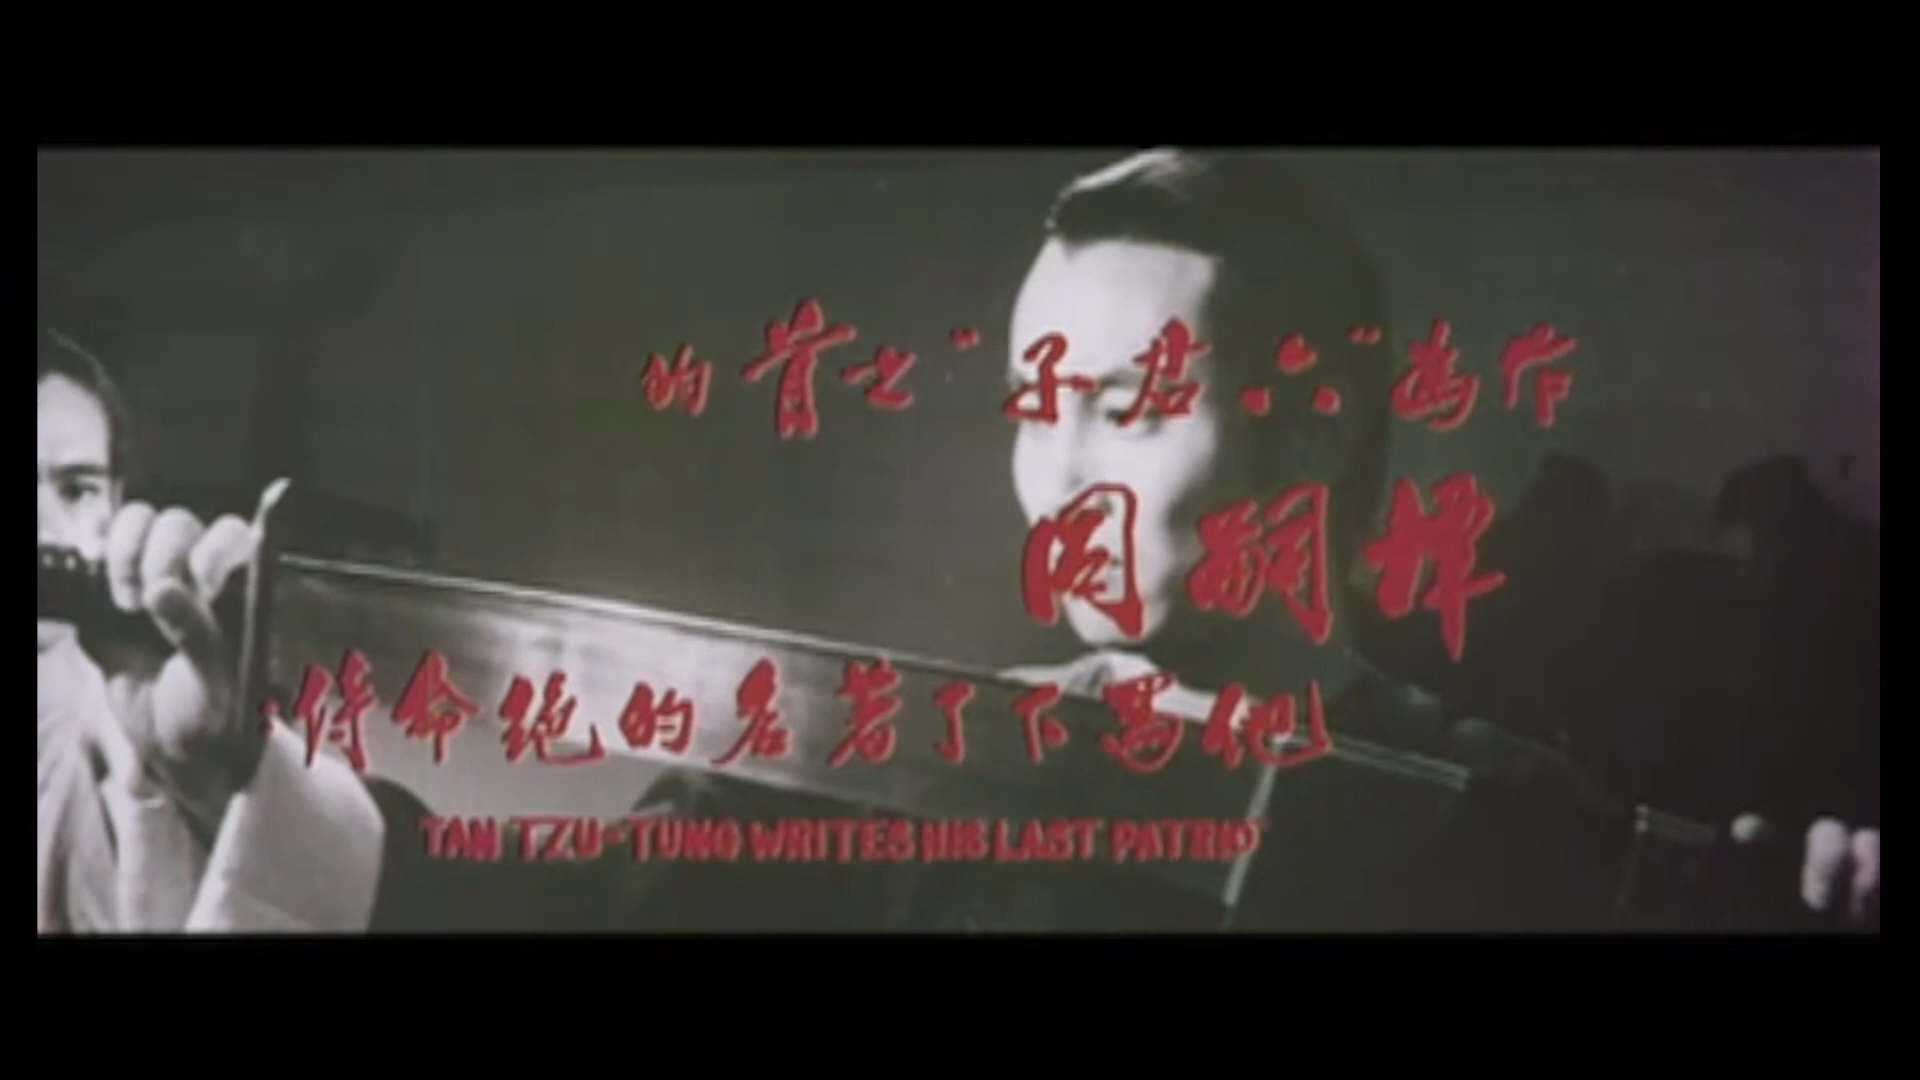 作為"六君子"之首的
譚嗣同
他寫下了著名的絕命詩：
TAN TZU-TUNG WRITES HIS LAST PATRIO